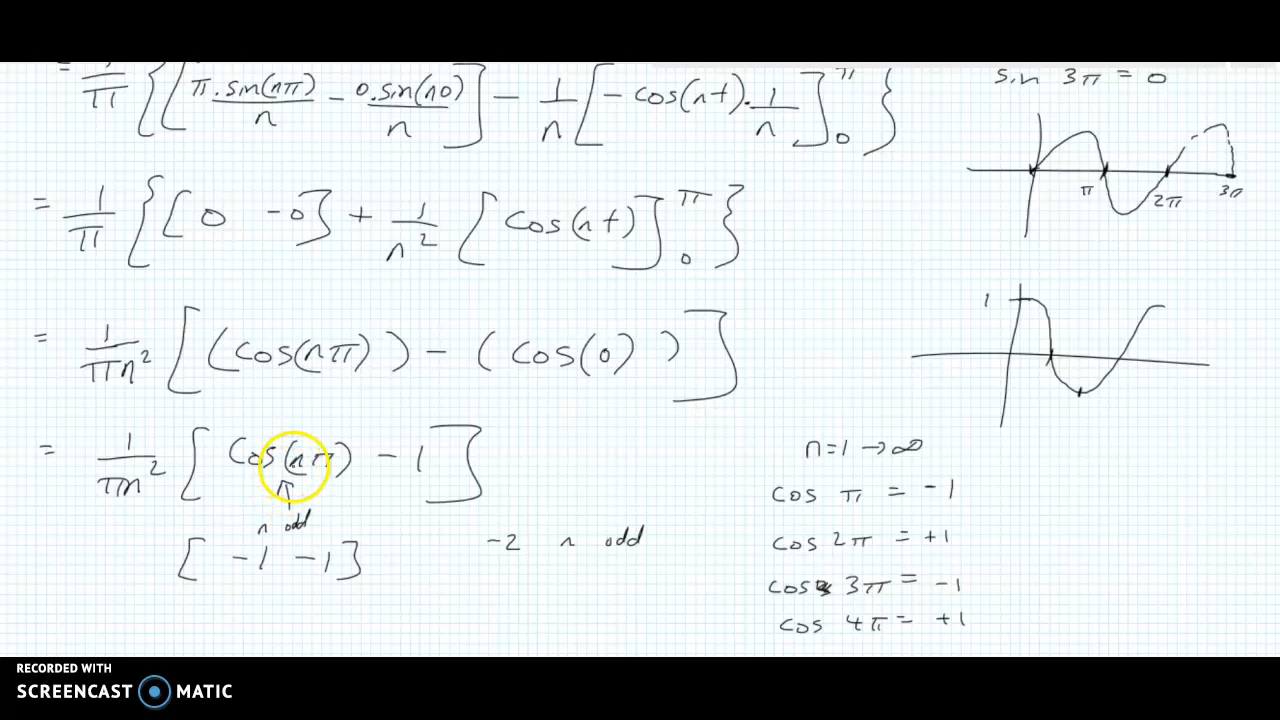 = 1/π { [ π.sin(nπ)/n - 0.sin(n0)/n ] - 1/n [ -cos(nt).1/n ]₀^π }
sin 3π = 0
π 2π 3π
= 1/π { [ 0 -0 ] + 1/n² [ Cos(nt) ]₀^π }
1
= 1/πn² [ (Cos(nπ)) - (Cos(0)) ]
= 1/πn² [ Cos(nπ) - 1 ]
n odd
[ -1 -1 ]
-2 n odd
n=1 → ∞
cos π = -1
cos 2π = +1
cos 3π = -1
cos 4π = +1
RECORDED WITH
SCREENCAST MATIC